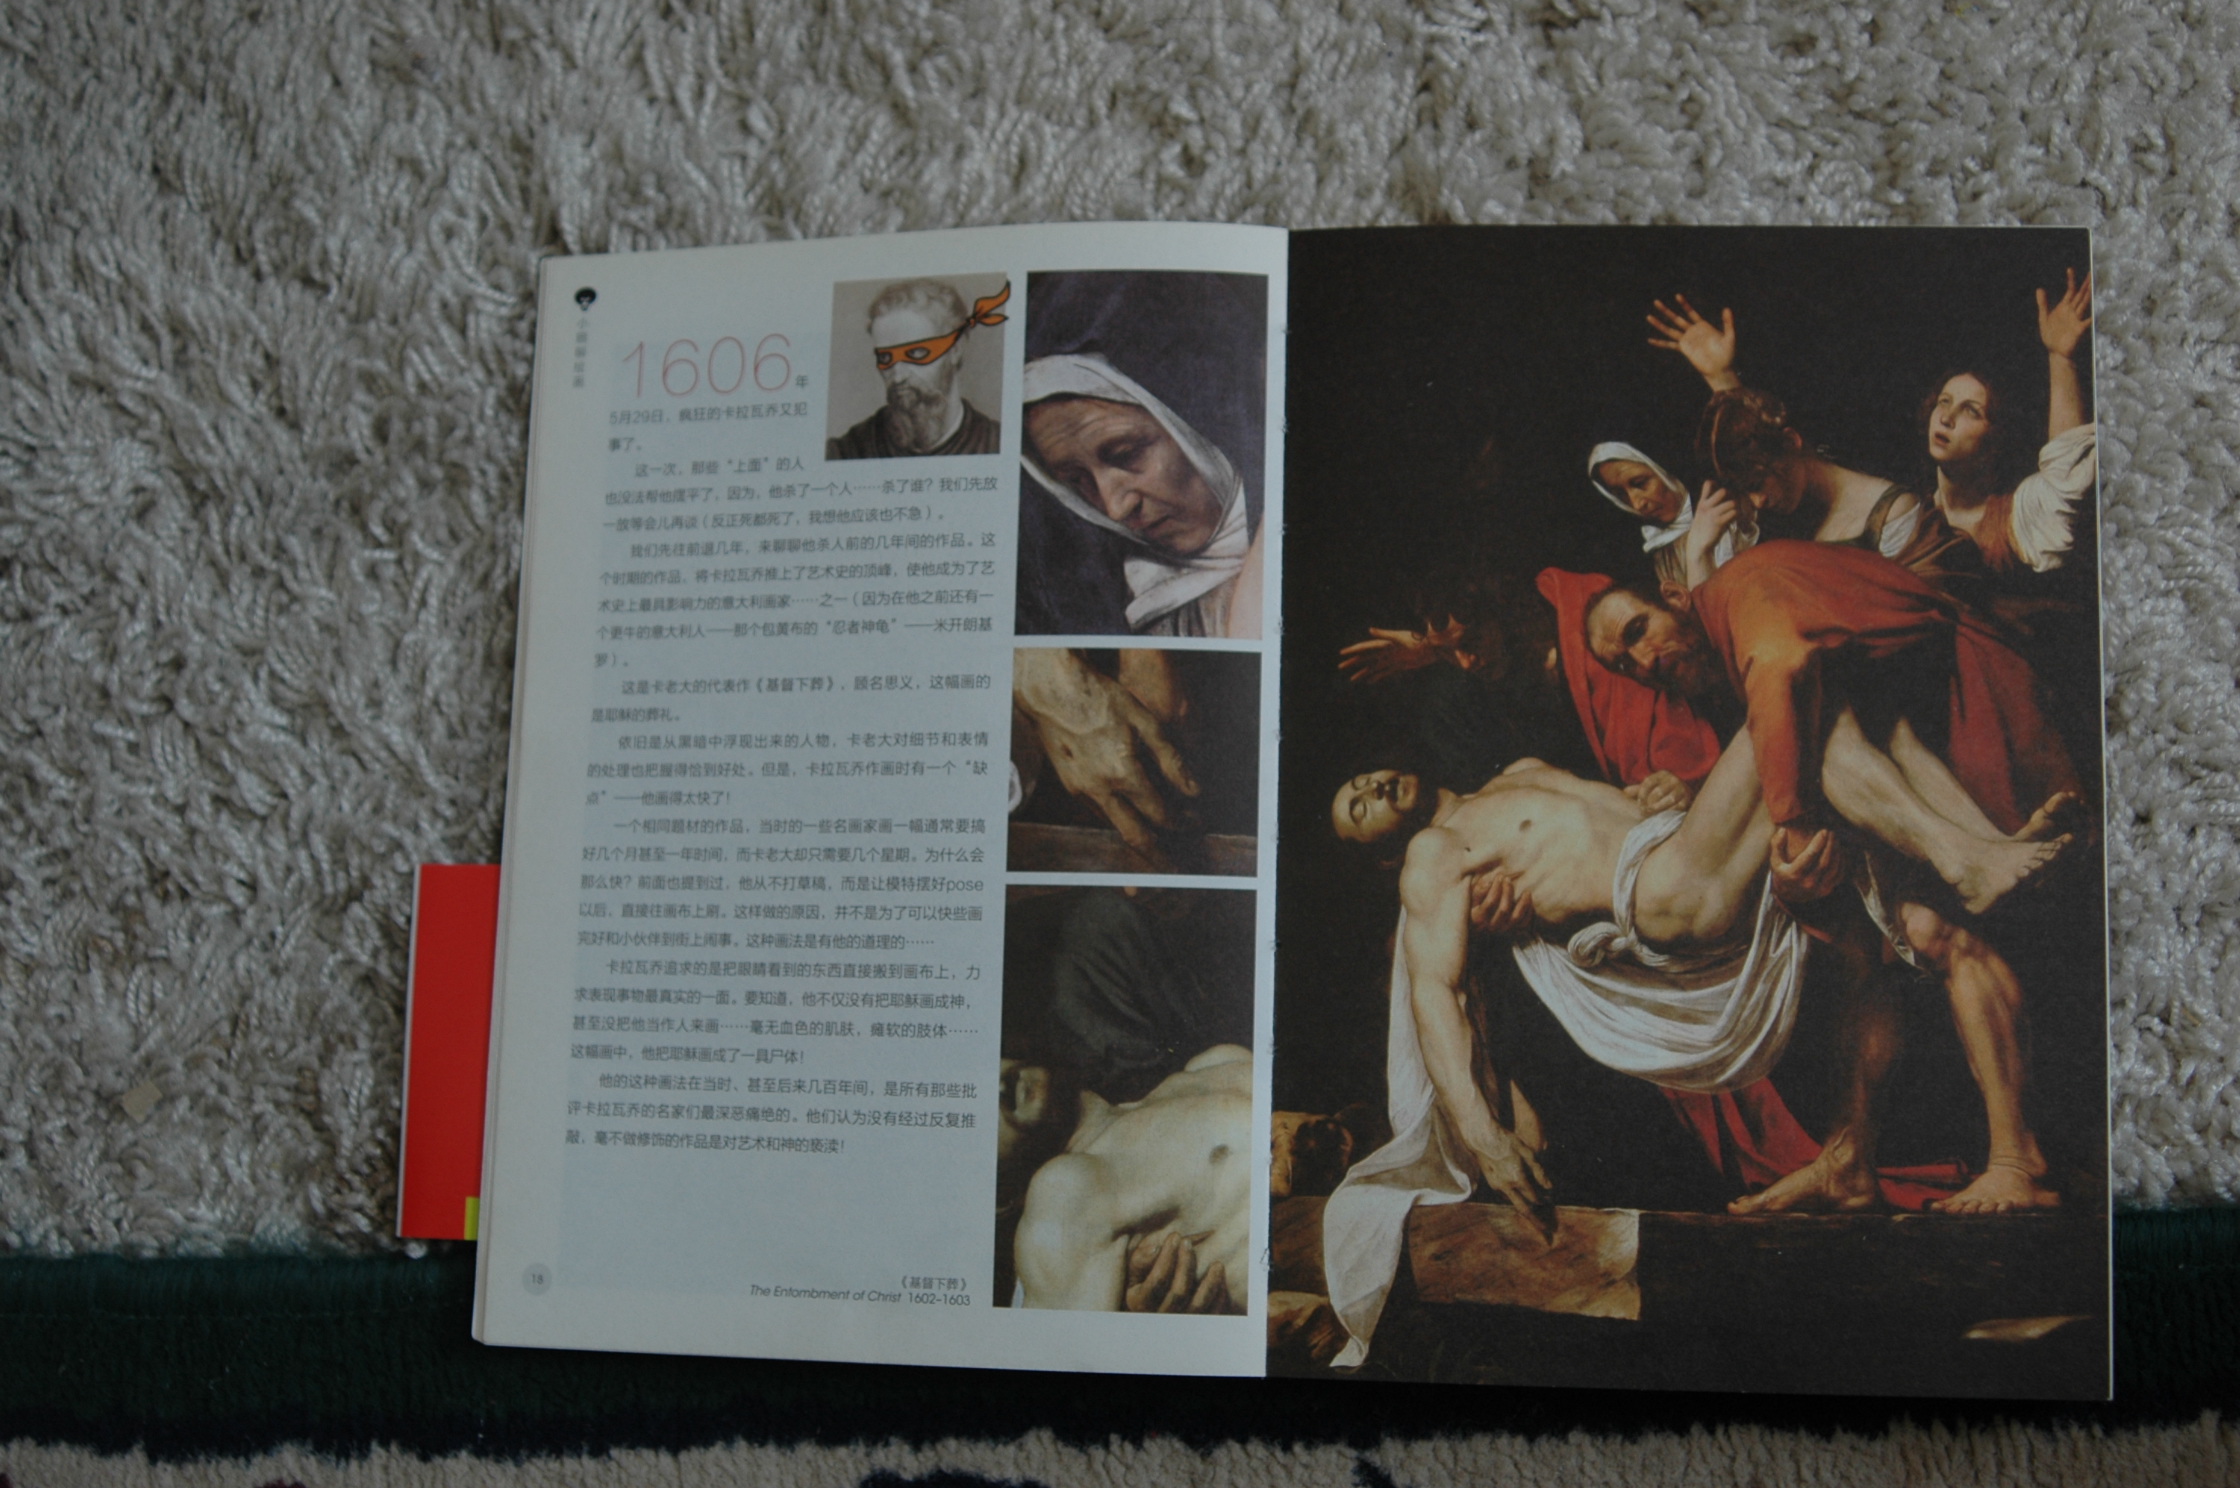 小顾聊绘画
1606年
5月29日，疯狂的卡拉瓦乔又犯
事了。
这一次，那些“上面”的人
也没法帮他摆平了，因为，他杀了一个人……杀了谁？我们先放
一放等会儿再谈（反正死都死了，我想他应该也不急）。
我们先往前退几年，来聊聊他杀人前的几年间的作品。这
个时期的作品，将卡拉瓦乔推上了艺术史的顶峰，使他成为了艺
术史上最具影响力的意大利画家……之一（因为在他之前还有一
个更牛的意大利人——那个包黄布的“忍者神龟”——米开朗基
罗）。
这是卡老大的代表作《基督下葬》，顾名思义，这幅画的
是耶稣的葬礼。
依旧是从黑暗中浮现出来的人物，卡老大对细节和表情
的处理也把握得恰到好处。但是，卡拉瓦乔作画时有一个“缺
点”——他画得太快了！
一个相同题材的作品，当时的一些名画家画一幅通常要搞
好几个月甚至一年时间，而卡老大却只需要几个星期。为什么会
那么快？前面也提到过，他从不打草稿，而是让模特摆好pose
以后，直接往画布上刷。这样做的原因，并不是为了可以快些画
完好和小伙伴到街上闹事。这种画法是有他的道理的……
卡拉瓦乔追求的是把眼睛看到的东西直接搬到画布上，力
求表现事物最真实的一面。要知道，他不仅没有把耶稣画成神，
甚至没把他当作人来画……毫无血色的肌肤，瘫软的肢体……
这幅画中，他把耶稣画成了一具尸体！
他的这种画法在当时、甚至后来几百年间，是所有那些批
评卡拉瓦乔的名家们最深恶痛绝的。他们认为没有经过反复推
敲，毫不做修饰的作品是对艺术和神的亵渎！
《基督下葬》
The Entombment of Christ 1602-1603
18